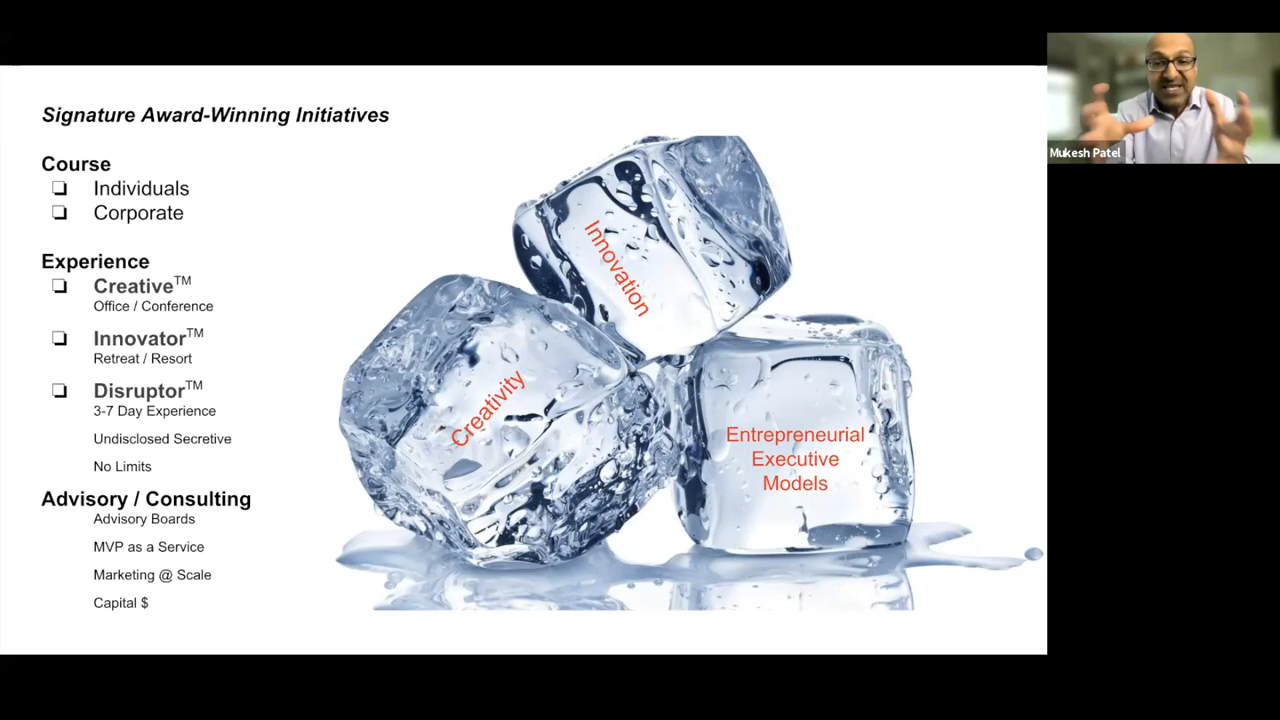 Signature Award-Winning Initiatives
Course
❏ Individuals
❏ Corporate
Experience
❏ Creative™
Office / Conference
❏ Innovator™
Retreat / Resort
❏ Disruptor™
3-7 Day Experience
Undisclosed Secretive
No Limits
Advisory / Consulting
Advisory Boards
MVP as a Service
Marketing @ Scale
Capital $
Innovation
Creativity
Entrepreneurial
Executive
Models
Mukesh Patel